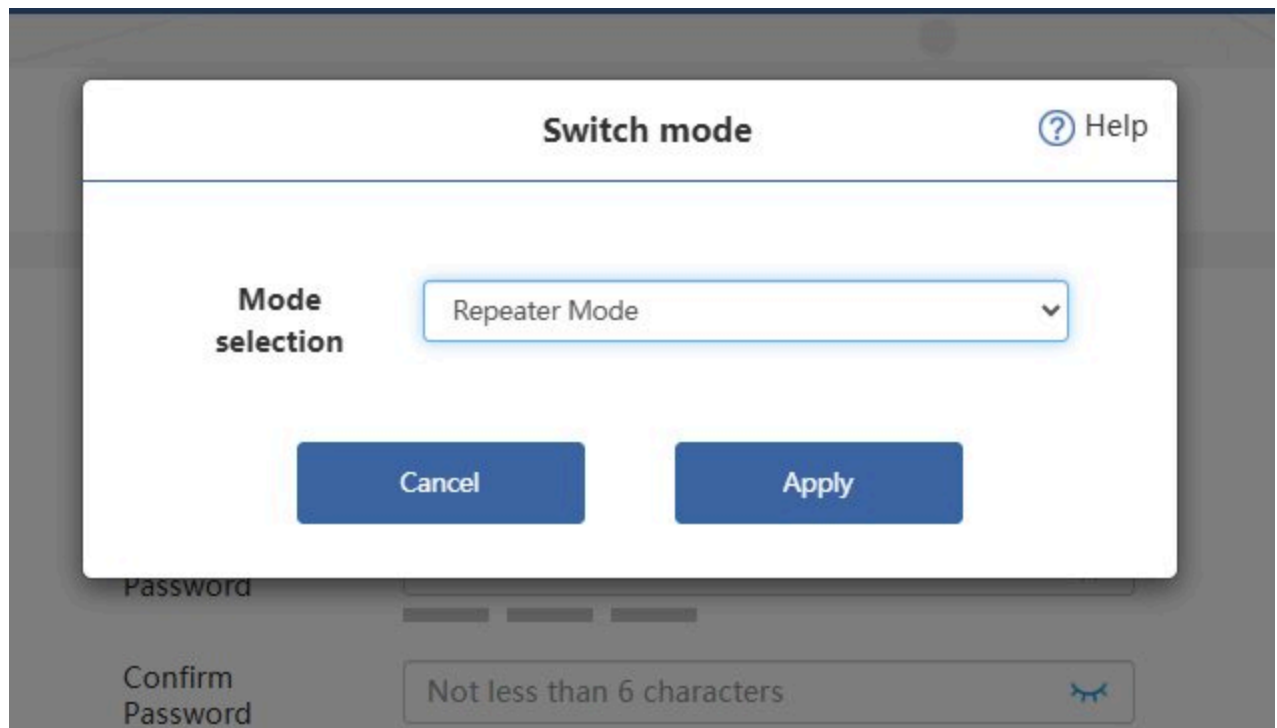 Switch mode
Help
Mode
selection
Repeater Mode
Cancel
Apply
Password
Confirm
Password
Not less than 6 characters